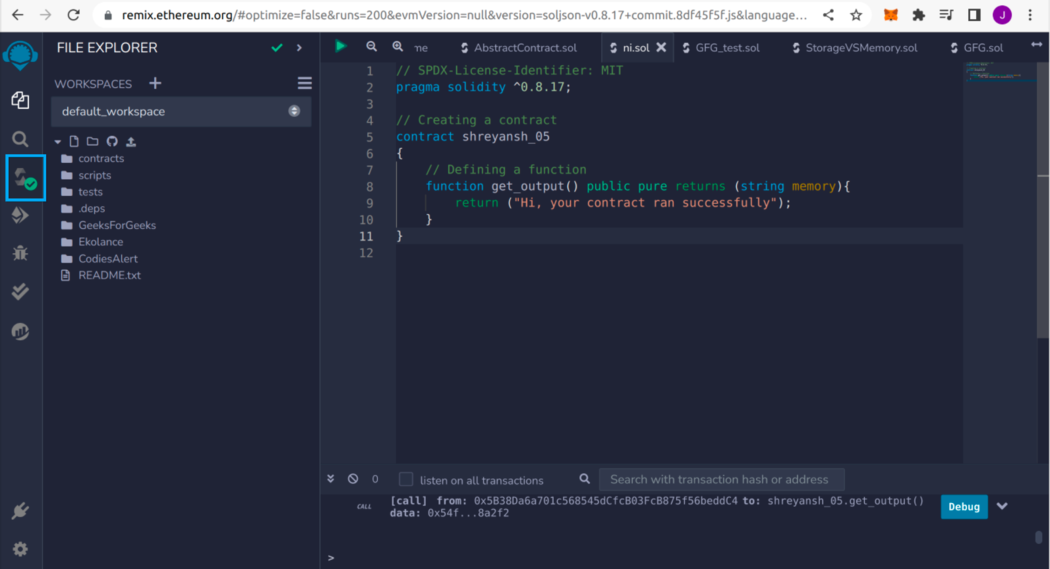 remix.ethereum.org/#optimize=false&runs=200&evmVersion=null&version=soljson-v0.8.17+commit.8df45f5f.js&language...
J
FILE EXPLORER
me
AbstractContract.sol
ni.sol
GFG_test.sol
StorageVSMemory.sol
GFG.sol
WORKSPACES
default_workspace
contracts
scripts
tests
.deps
GeeksForGeeks
Ekolance
CodiesAlert
README.txt
1 // SPDX-License-Identifier: MIT
2 pragma solidity ^0.8.17;
3
4 // Creating a contract
5 contract shreyansh_05
6 {
7 // Defining a function
8 function get_output() public pure returns (string memory){
9 return ("Hi, your contract ran successfully");
10 }
11 }
12
0 listen on all transactions Search with transaction hash or address
CALL [call] from: 0x5B38Da6a701c568545dCfcB03FcB875f56beddC4 to: shreyansh_05.get_output()
data: 0x54f...8a2f2
Debug
>